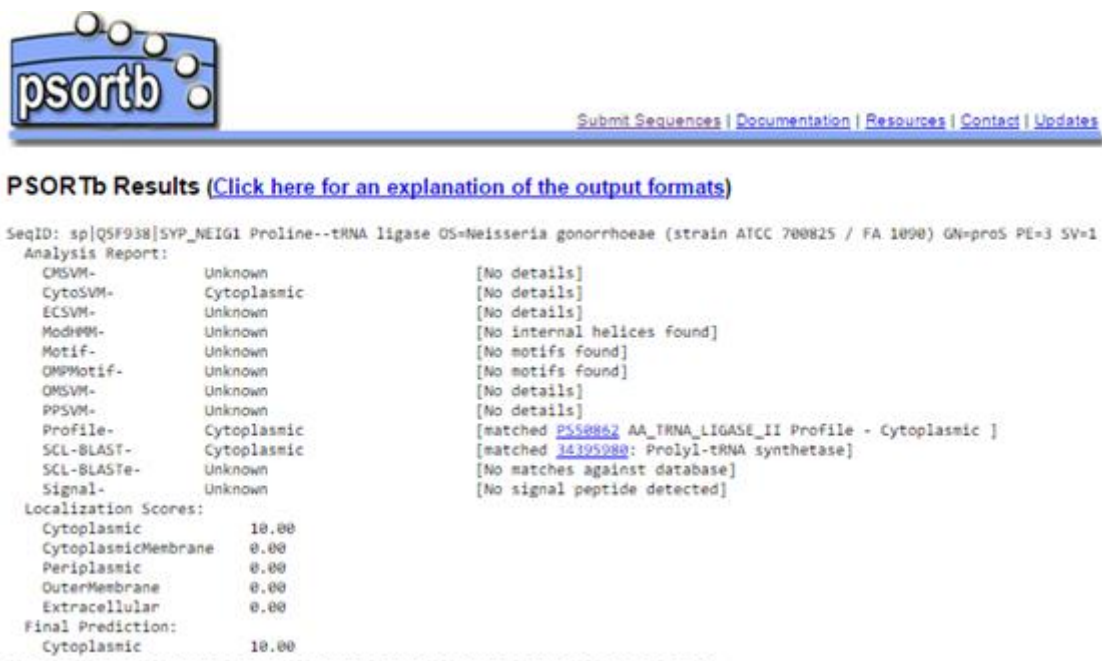 psortb
Submit Sequences | Documentation | Resources | Contact | Updates
PSORTb Results (Click here for an explanation of the output formats)
SeqID: sp|Q5F938|SYP_NEIG1 Proline--tRNA ligase OS=Neisseria gonorrhoeae (strain ATCC 700825 / FA 1090) GN=proS PE=3 SV=1
Analysis Report:
CMSVM- Unknown [No details]
CytoSVM- Cytoplasmic [No details]
ECSVM- Unknown [No details]
ModHMM- Unknown [No internal helices found]
Motif- Unknown [No motifs found]
OMPMotif- Unknown [No motifs found]
OMSVM- Unknown [No details]
PPSVM- Unknown [No details]
Profile- Cytoplasmic [matched PS50862 AA_TRNA_LIGASE_II Profile - Cytoplasmic ]
SCL-BLAST- Cytoplasmic [matched 34395980: Prolyl-tRNA synthetase]
SCL-BLASTe- Unknown [No matches against database]
Signal- Unknown [No signal peptide detected]
Localization Scores:
Cytoplasmic 10.00
CytoplasmicMembrane 0.00
Periplasmic 0.00
OuterMembrane 0.00
Extracellular 0.00
Final Prediction:
Cytoplasmic 10.00